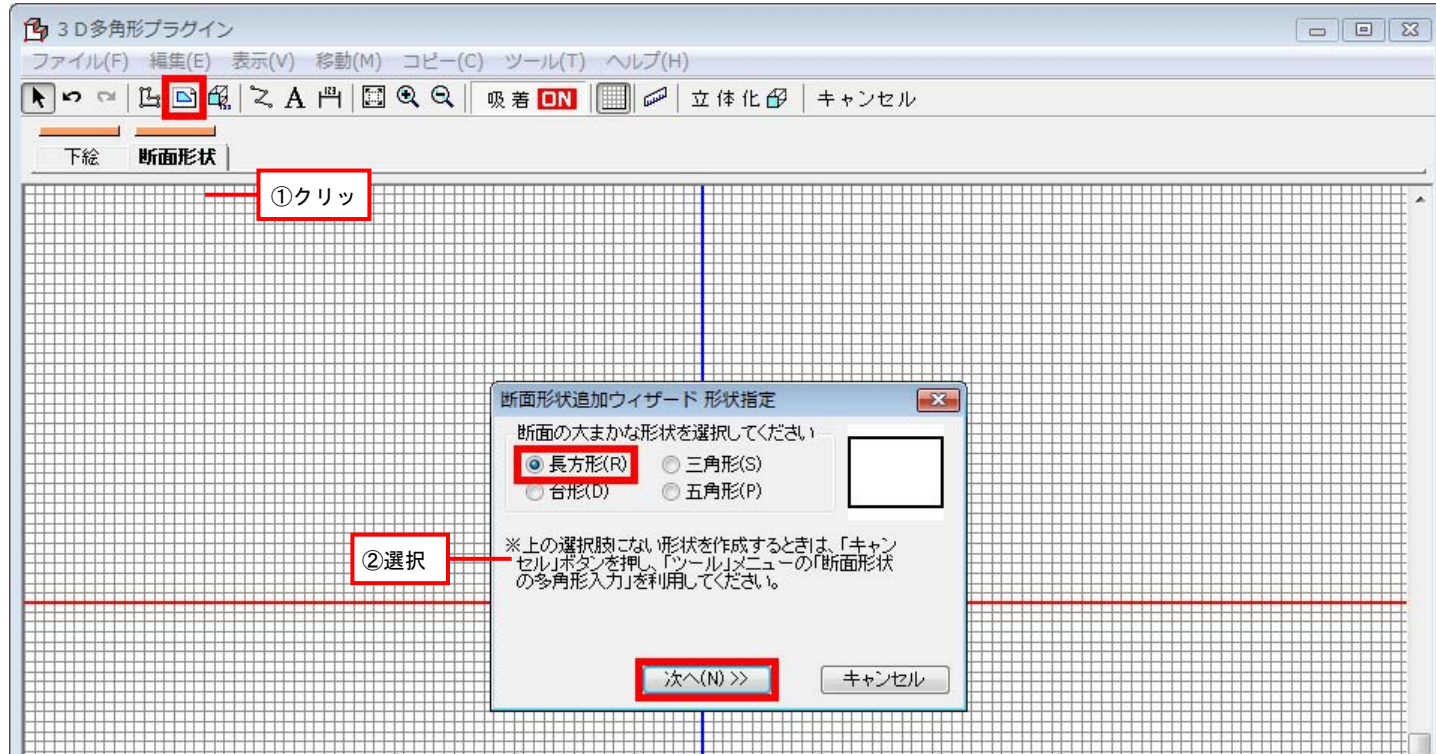 3D多角形プラグイン
ファイル(F) 編集(E) 表示(V) 移動(M) コピー(C) ツール(T) ヘルプ(H)
A 吸着 ON 立体化 キャンセル
下絵 断面形状
①クリッ
断面形状追加ウィザード 形状指定
断面の大まかな形状を選択してください
長方形(R) 三角形(S)
台形(D) 五角形(P)
②選択
※上の選択肢にない形状を作成するときは、「キャン
セル」ボタンを押し、「ツール」メニューの「断面形状
の多角形入力」を利用してください。
次へ(N) >> キャンセル